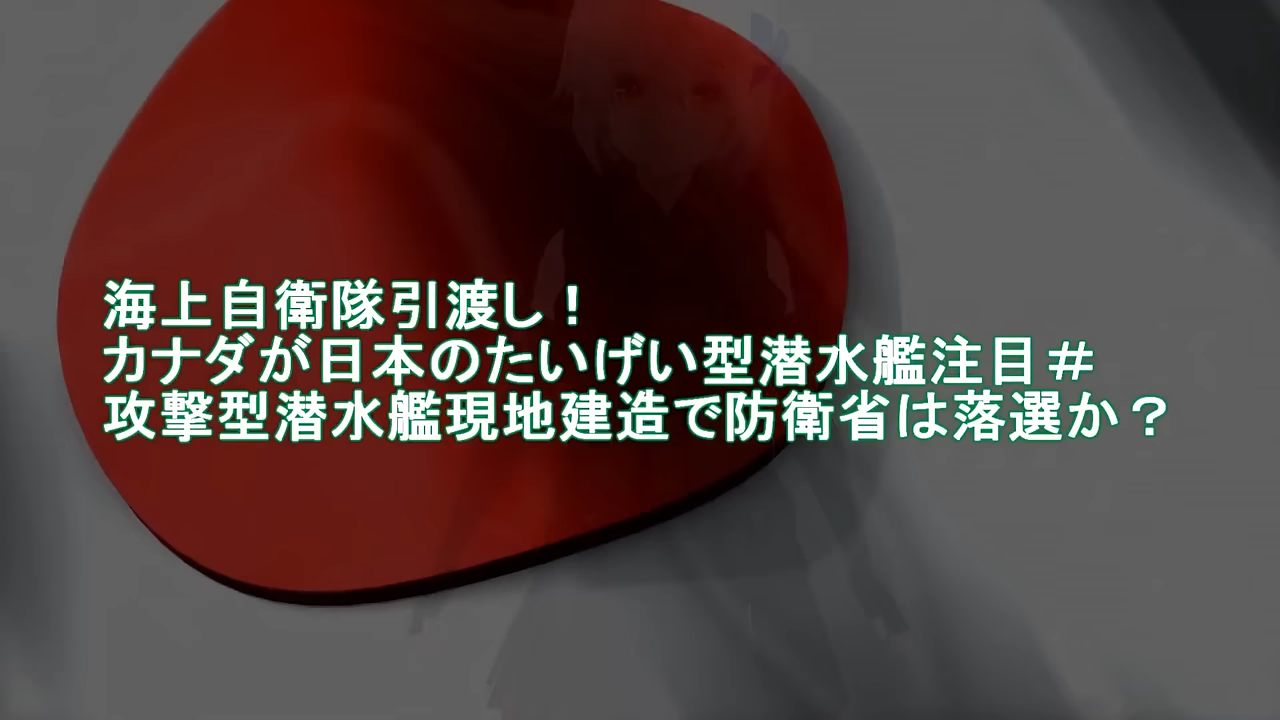 海上自衛隊引渡し！
カナダが日本のたいげい型潜水艦注目＃
攻撃型潜水艦現地建造で防衛省は落選か？